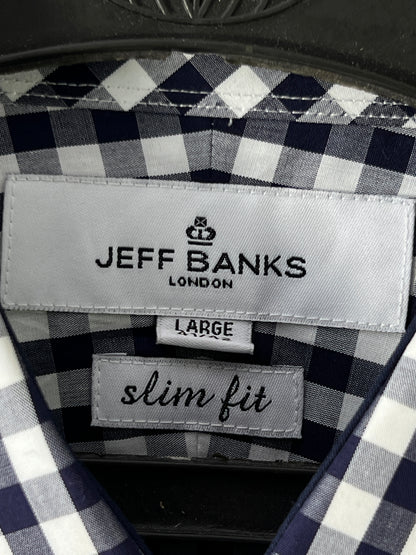 JEFF BANKS
LONDON
LARGE
slim fit